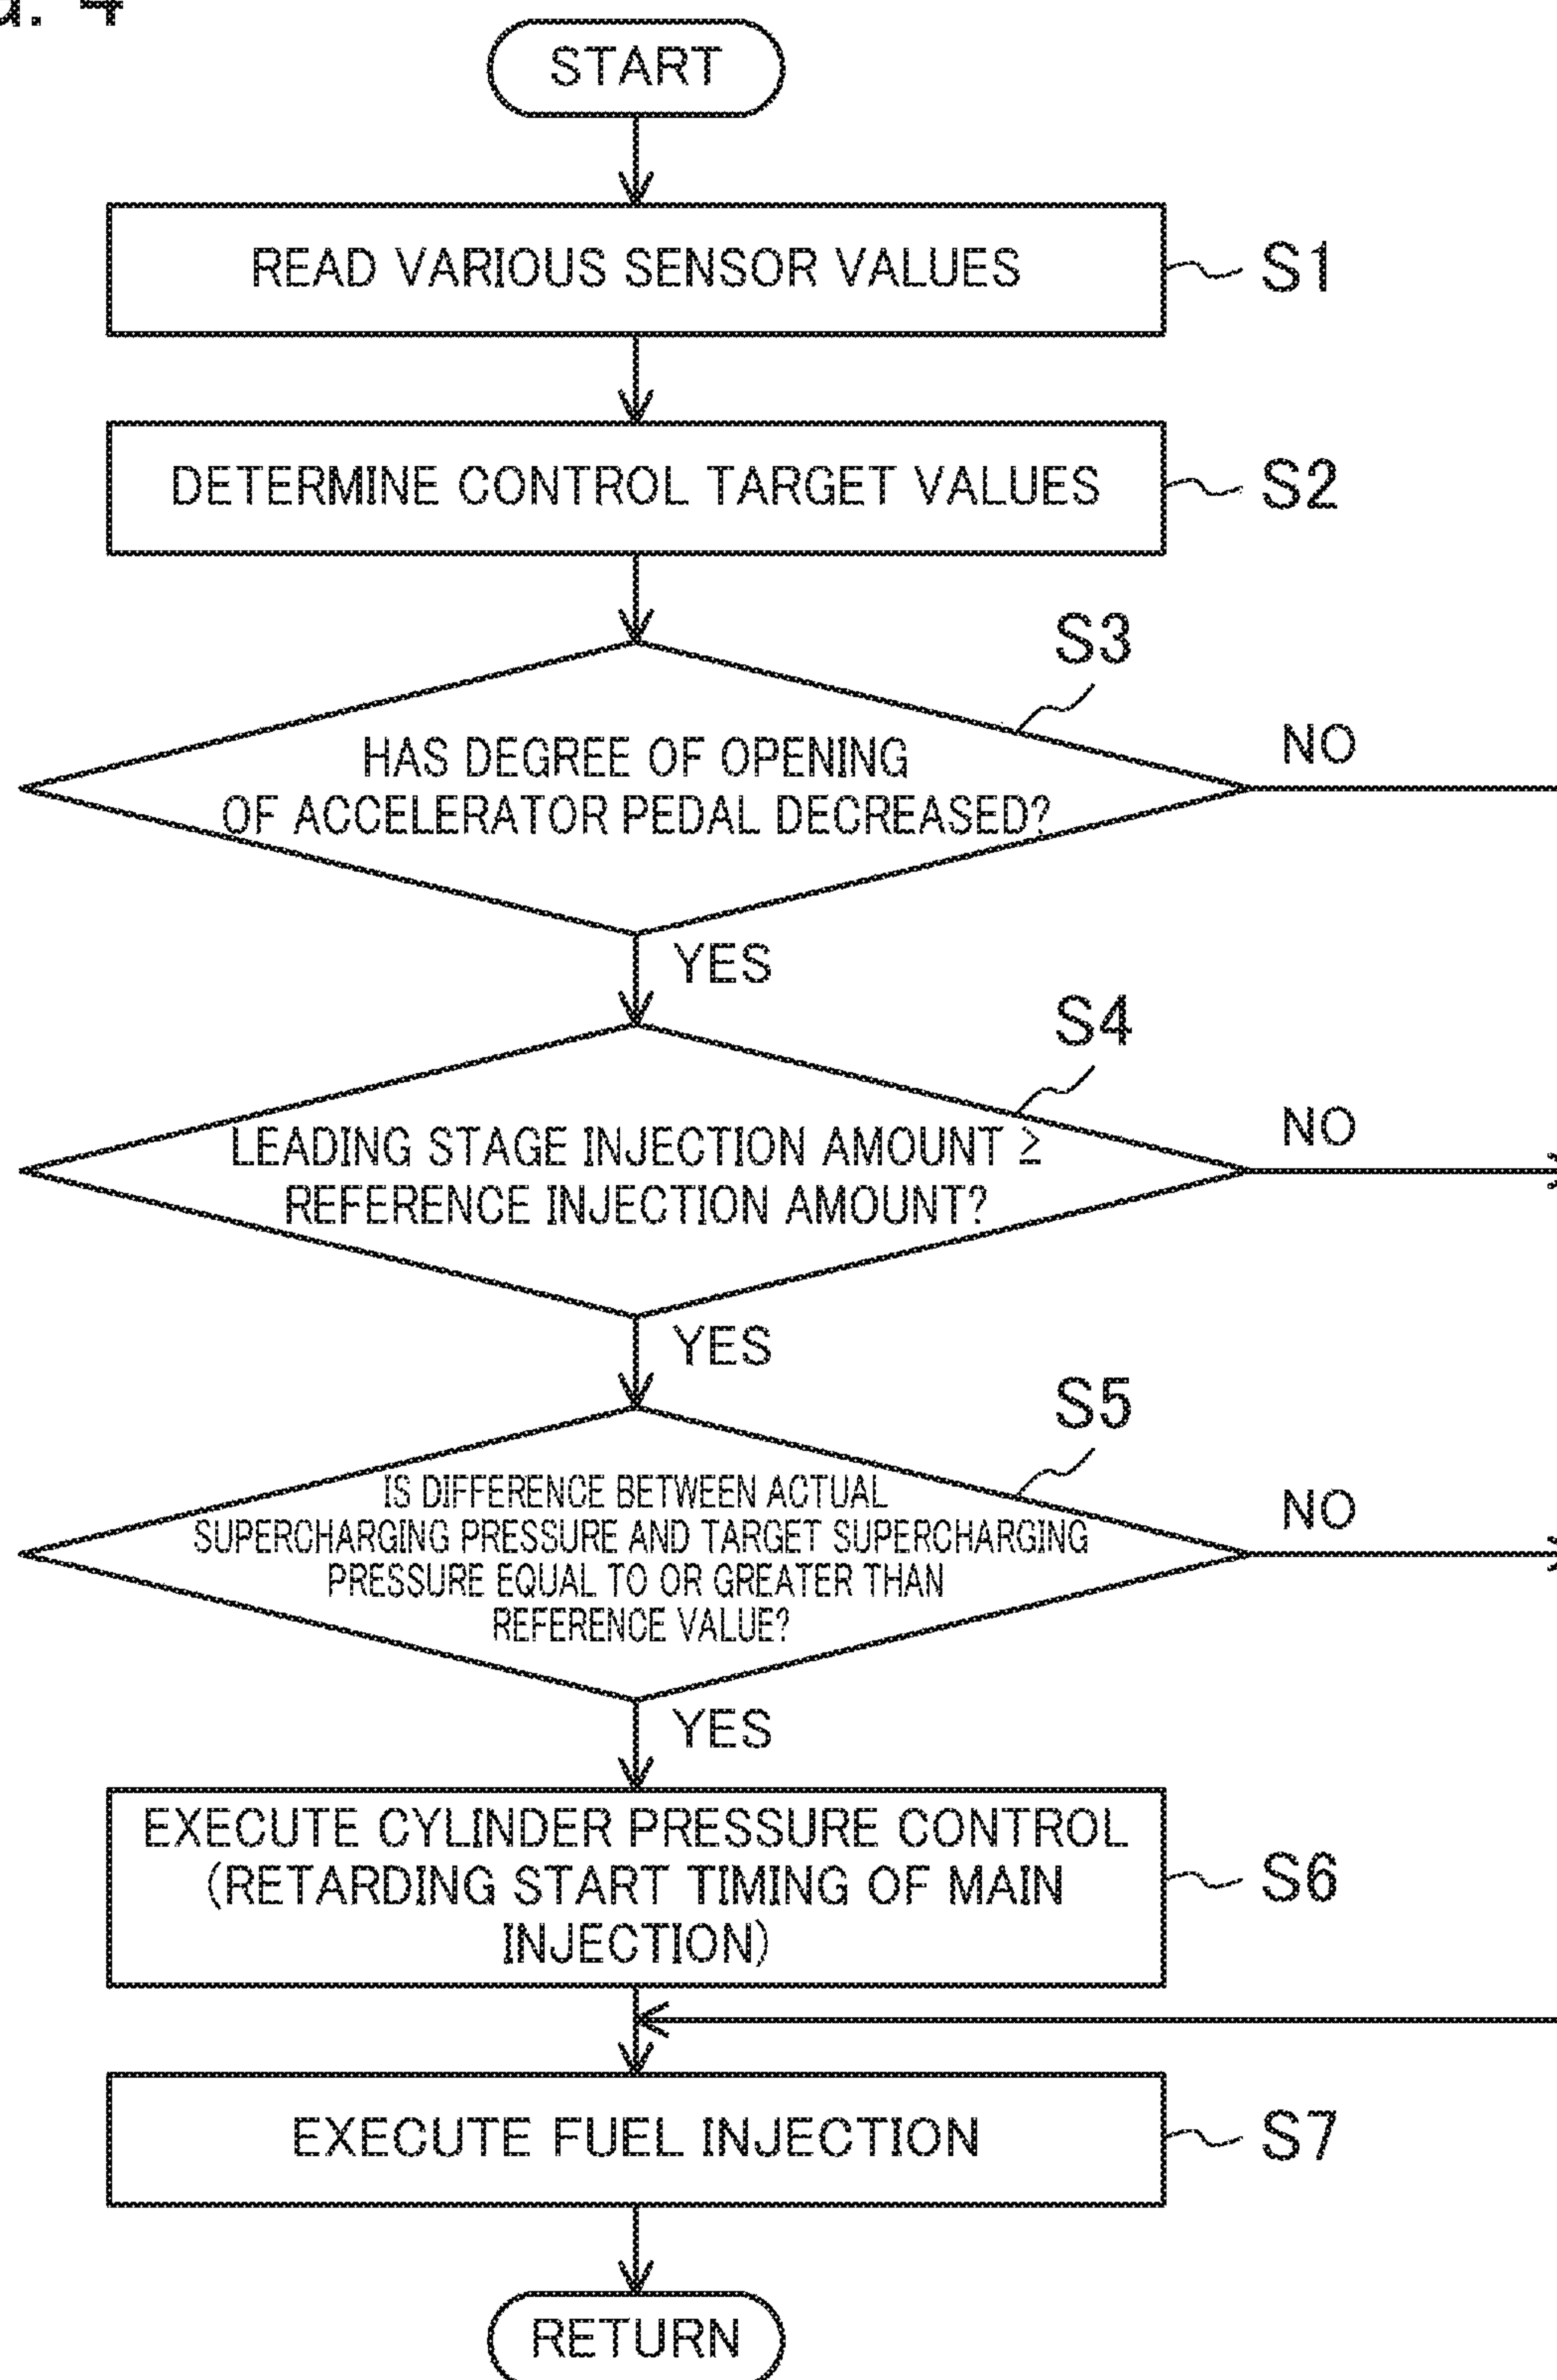 4
START
READ VARIOUS SENSOR VALUES
S1
DETERMINE CONTROL TARGET VALUES
S2
S3
HAS DEGREE OF OPENING
OF ACCELERATOR PEDAL DECREASED?
NO
YES
S4
LEADING STAGE INJECTION AMOUNT ≥
REFERENCE INJECTION AMOUNT?
NO
YES
S5
IS DIFFERENCE BETWEEN ACTUAL
SUPERCHARGING PRESSURE AND TARGET SUPERCHARGING
PRESSURE EQUAL TO OR GREATER THAN
REFERENCE VALUE?
NO
YES
EXECUTE CYLINDER PRESSURE CONTROL
(RETARDING START TIMING OF MAIN
INJECTION)
S6
EXECUTE FUEL INJECTION
S7
RETURN